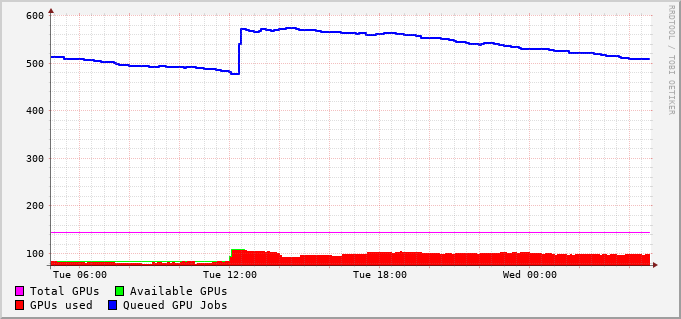 600
500
400
300
200
100
Tue 06:00 Tue 12:00 Tue 18:00 Wed 00:00
Total GPUs Available GPUs
GPUs used Queued GPU Jobs
RRDTOOL / TOBI OETIKER